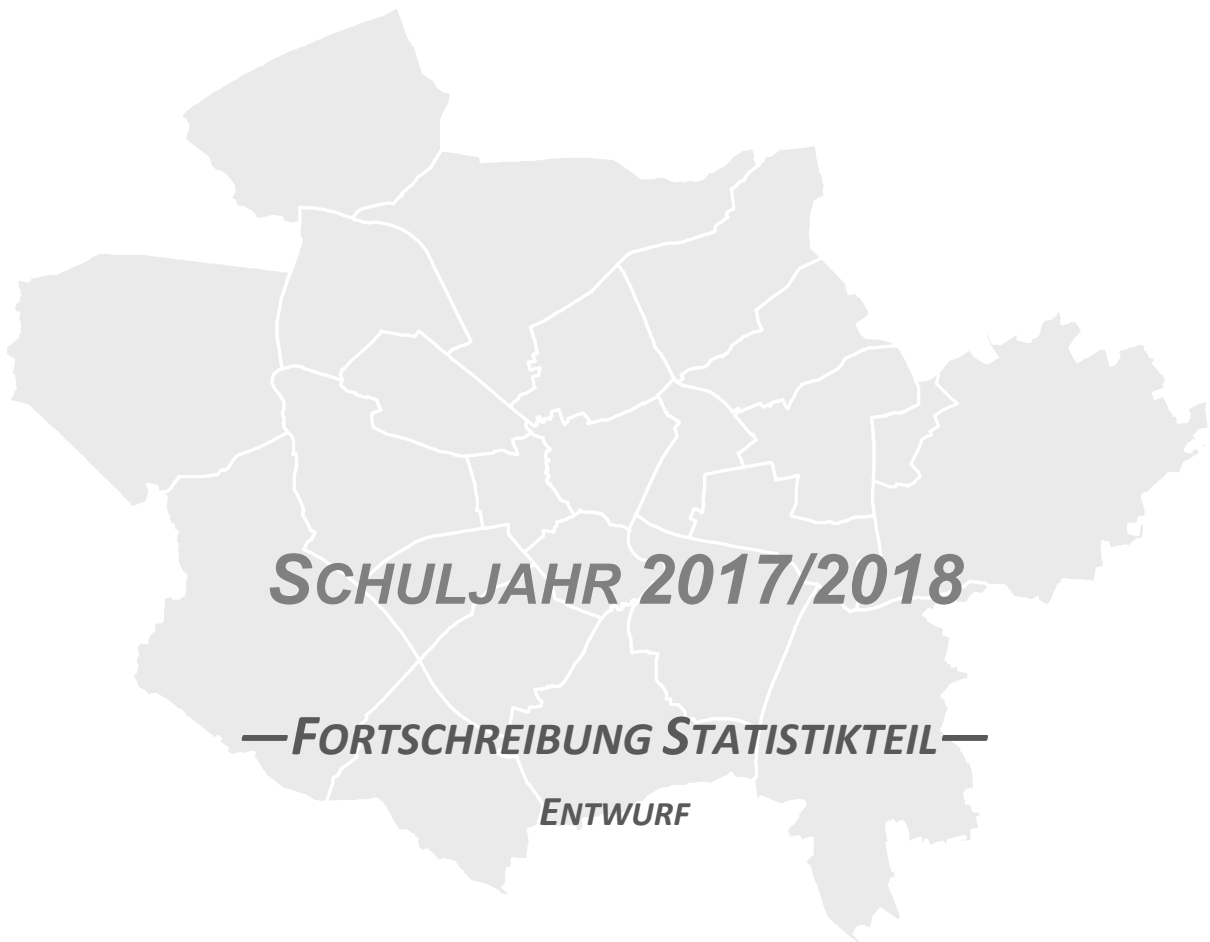 SCHULJAHR 2017/2018
—FORTSCHREIBUNG STATISTIKTEIL—
ENTWURF